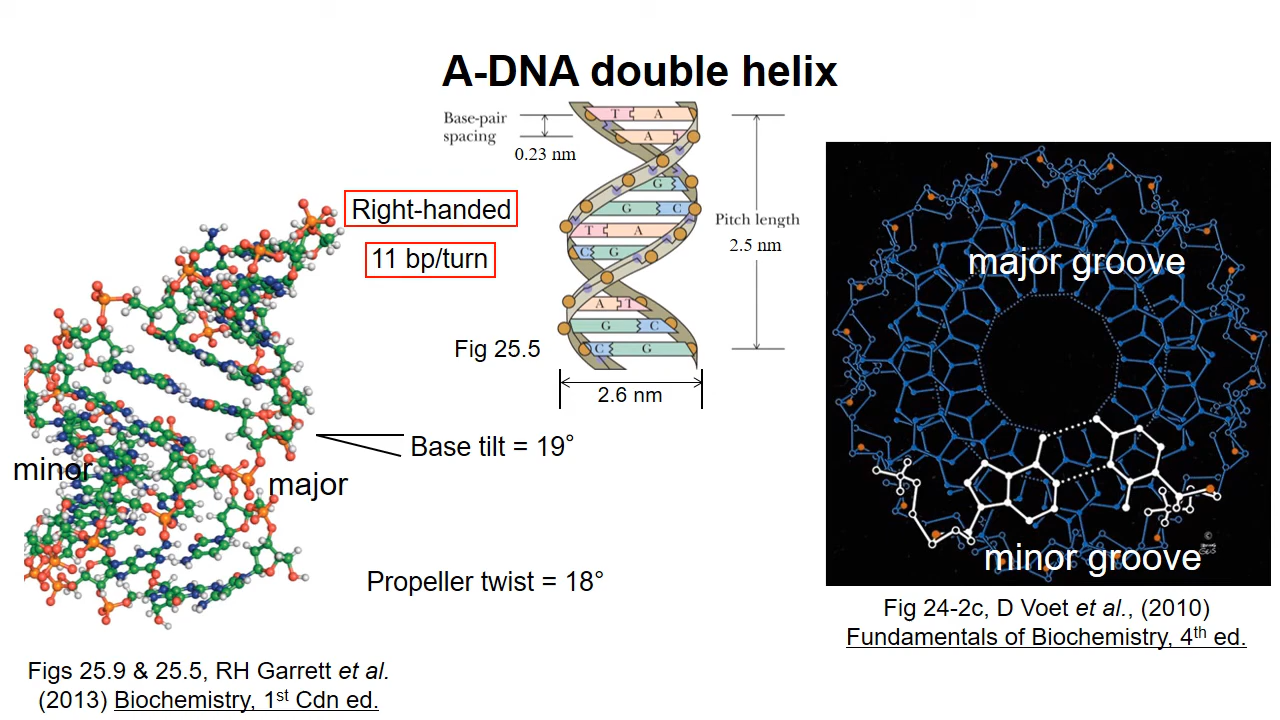 A-DNA double helix
Base-pair
spacing
0.23 nm
T A
A
G
G C
T A
C G
A T
G C
C G
Pitch length
2.5 nm
2.6 nm
Fig 25.5
Right-handed
11 bp/turn
Base tilt = 19°
minor
major
Propeller twist = 18°
Figs 25.9 & 25.5, RH Garrett et al.
(2013) Biochemistry, 1st Cdn ed.
major groove
minor groove
©
Fig 24-2c, D Voet et al., (2010)
Fundamentals of Biochemistry, 4th ed.